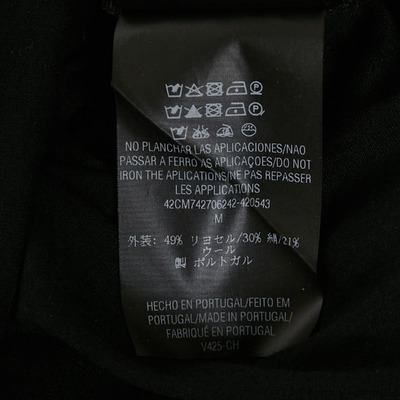 NO PLANCHAR LAS APLICACIONES/NAO
PASSAR A FERRO AS APLICAÇOES/DO NOT
IRON THE APPLICATIONS/NE PAS REPASSER
LES APPLICATIONS
42CM742706242-420543
M
外装: 49% リヨセル/30% 絹/21%
ウール
製 ポルトガル
HECHO EN PORTUGAL/FEITO EM
PORTUGAL/MADE IN PORTUGAL/
FABRIQUÉ EN PORTUGAL
V425-CH